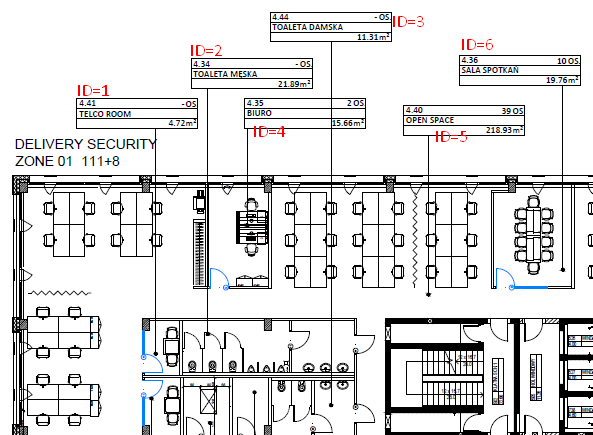 4.44 - OS.
TOALETA DAMSKA
11.31m²
ID=3
ID=2
4.34 - OS.
TOALETA MĘSKA
21.89m²
ID=6
4.36 10 OS.
SALA SPOTKAŃ
19.76m²
ID=1
4.41 - OS.
TELCO ROOM
4.72m²
4.35 2 OS.
BIURO
15.66m²
ID=4
4.40 39 OS.
OPEN SPACE
218.93m²
ID=5
DELIVERY SECURITY
ZONE 01 111+8